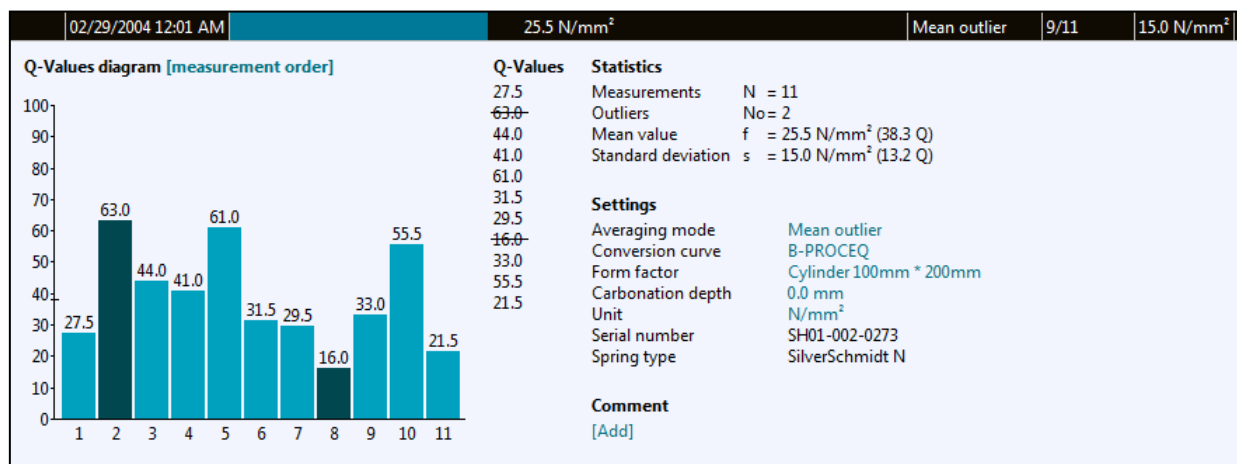 02/29/2004 12:01 AM 25.5 N/mm² Mean outlier 9/11 15.0 N/mm²
Q-Values diagram [measurement order]
100
90
80
70
60
50
40
30
20
10
0
27.5 63.0 44.0 41.0 61.0 31.5 29.5 16.0 33.0 55.5 21.5
1 2 3 4 5 6 7 8 9 10 11
Q-Values
27.5
63.0
44.0
41.0
61.0
31.5
29.5
16.0
33.0
55.5
21.5
Statistics
Measurements N = 11
Outliers No = 2
Mean value f = 25.5 N/mm² (38.3 Q)
Standard deviation s = 15.0 N/mm² (13.2 Q)
Settings
Averaging mode Mean outlier
Conversion curve B-PROCEQ
Form factor Cylinder 100mm * 200mm
Carbonation depth 0.0 mm
Unit N/mm²
Serial number SH01-002-0273
Spring type SilverSchmidt N
Comment
[Add]